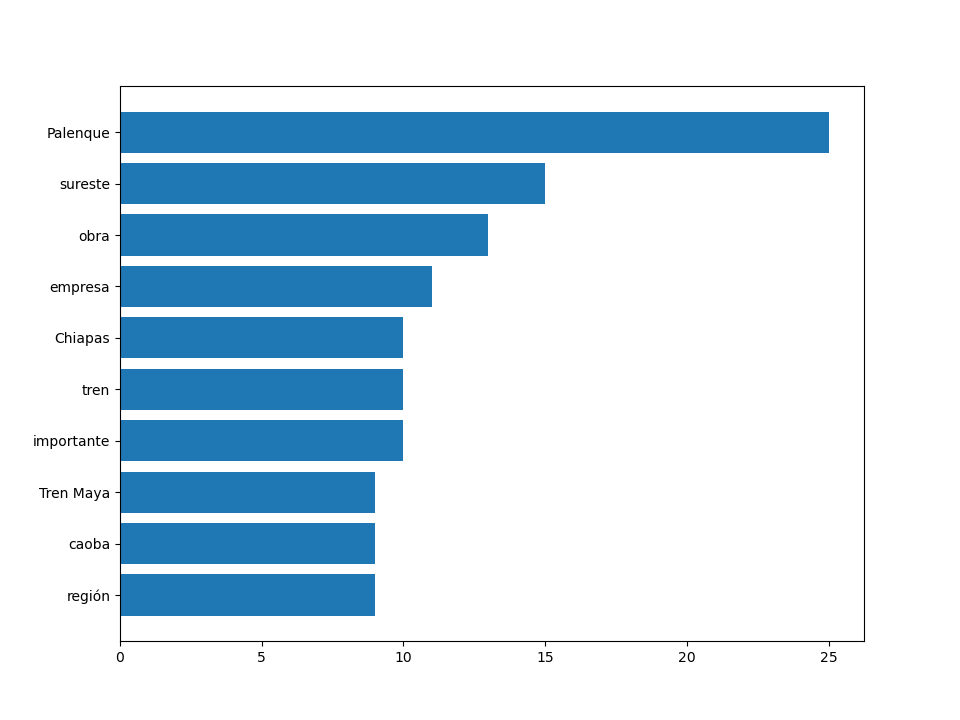 Palenque
sureste
obra
empresa
Chiapas
tren
importante
Tren Maya
caoba
región
0 5 10 15 20 25